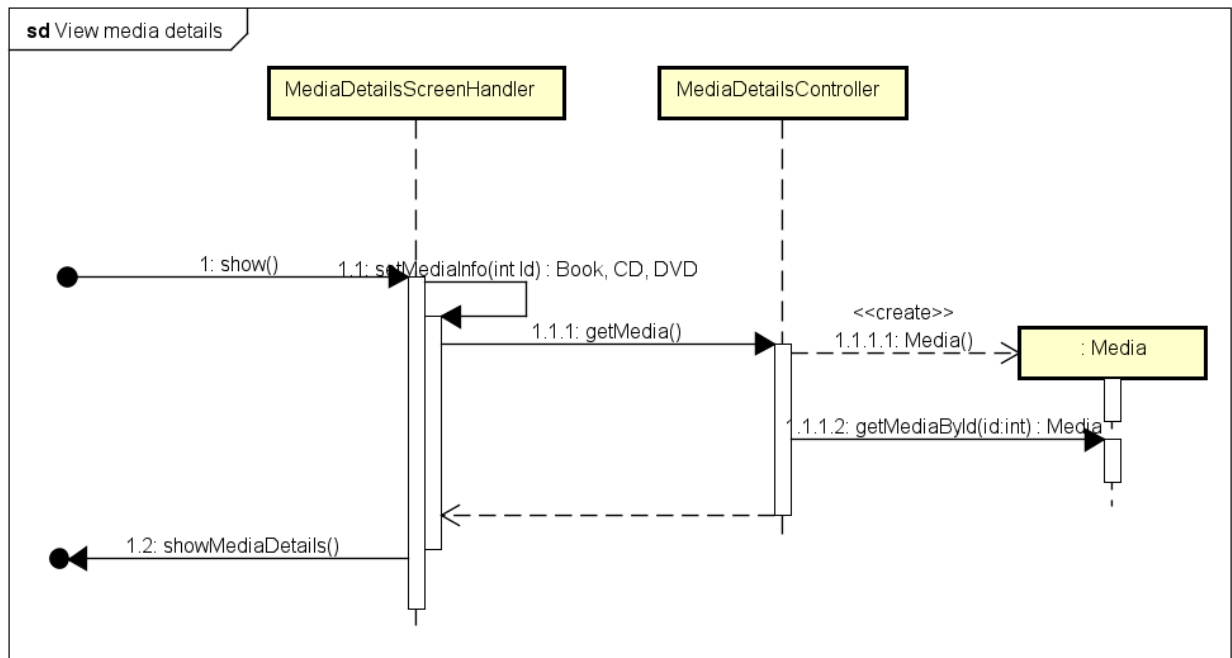 sd View media details
MediaDetailsScreenHandler
MediaDetailsController
1: show()
1.1: setMediaInfo(int Id) : Book, CD, DVD
<<create>>
1.1.1: getMedia()
1.1.1.1: Media()
: Media
1.1.1.2: getMediaById(id:int) : Media
1.2: showMediaDetails()